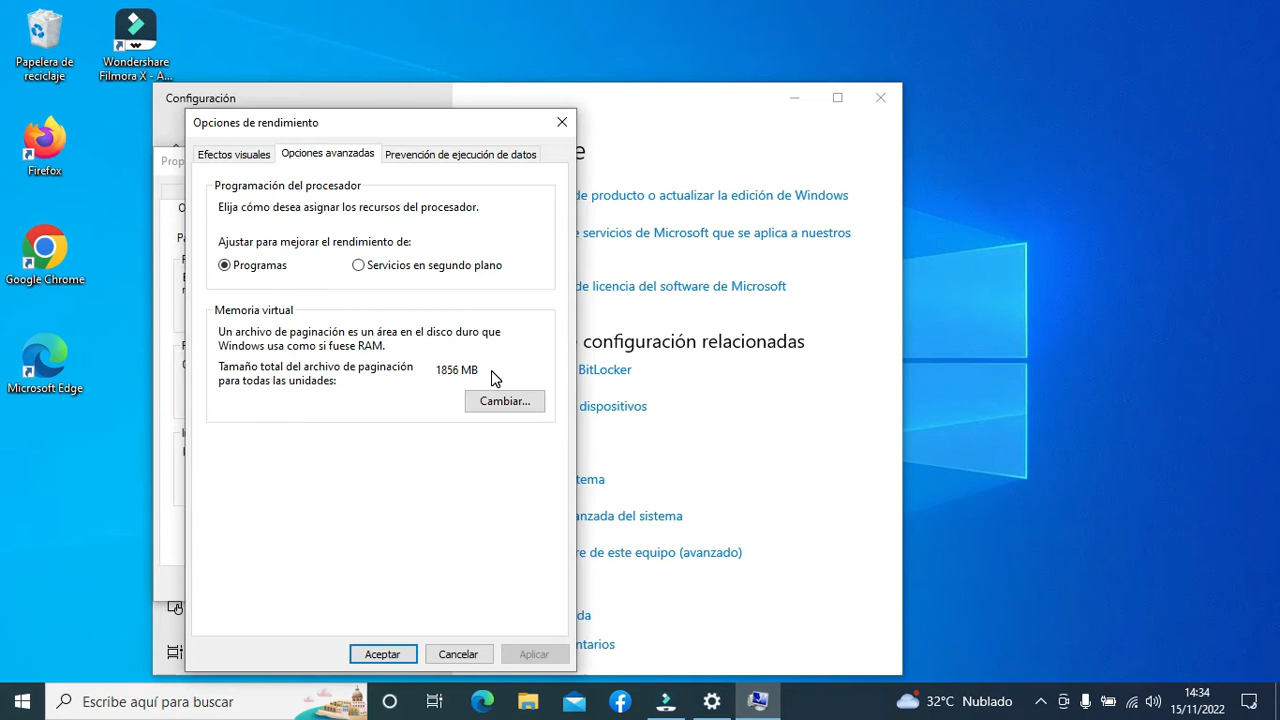 Papelera de
reciclaje
Wondershare
Filmora X - A...
Firefox
Google Chrome
Microsoft Edge
Configuración
Prop
Opciones de rendimiento
Efectos visuales
Opciones avanzadas
Prevención de ejecución de datos
Programación del procesador
Elija cómo desea asignar los recursos del procesador.
Ajustar para mejorar el rendimiento de:
Programas
Servicios en segundo plano
Memoria virtual
Un archivo de paginación es un área en el disco duro que
Windows usa como si fuese RAM.
Tamaño total del archivo de paginación
para todas las unidades:
1856 MB
Cambiar...
Aceptar
Cancelar
Aplicar
e
de producto o actualizar la edición de Windows
e servicios de Microsoft que se aplica a nuestros
de licencia del software de Microsoft
configuración relacionadas
BitLocker
dispositivos
tema
anzada del sistema
re de este equipo (avanzado)
da
ntarios
Escribe aquí para buscar
32°C Nublado
14:34
15/11/2022